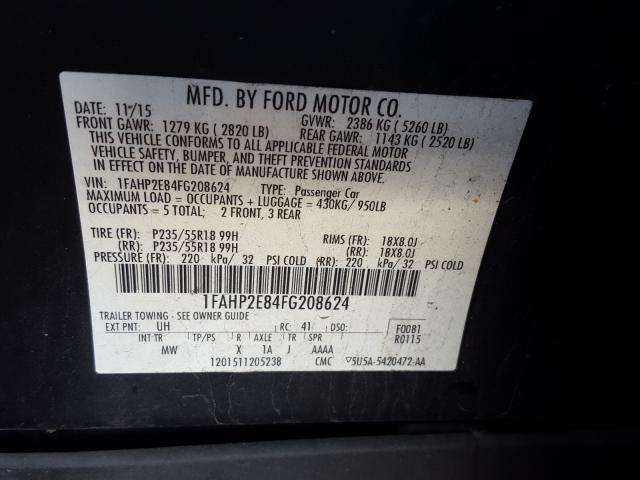 MFD. BY FORD MOTOR CO.
DATE: 11/15 GVWR: 2386 KG ( 5260 LB)
FRONT GAWR: 1279 KG ( 2820 LB) REAR GAWR: 1143 KG ( 2520 LB)
THIS VEHICLE CONFORMS TO ALL APPLICABLE FEDERAL MOTOR
VEHICLE SAFETY, BUMPER, AND THEFT PREVENTION STANDARDS
IN EFFECT ON THE DATE OF MANUFACTURE SHOWN ABOVE.
VIN: 1FAHP2E84FG208624 TYPE: Passenger Car
MAXIMUM LOAD = OCCUPANTS + LUGGAGE = 430KG/950LB
OCCUPANTS = 5 TOTAL; 2 FRONT, 3 REAR
TIRE (FR): P235/55R18 99H RIMS (FR): 18X8.0J
(RR): P235/55R18 99H (RR): 18X8.0J
PRESSURE (FR): 220 kPa/ 32 PSI COLD (RR): 220 kPa/ 32 PSI COLD
1FAHP2E84FG208624
TRAILER TOWING - SEE OWNER GUIDE
EXT PNT: UH RC: 41 DSO: F0081
R0115
INT TR TP/PS R AXLE TR SPR
MW X 1A J AAAA
1201511205238 CMC 5U5A-5420472-AA